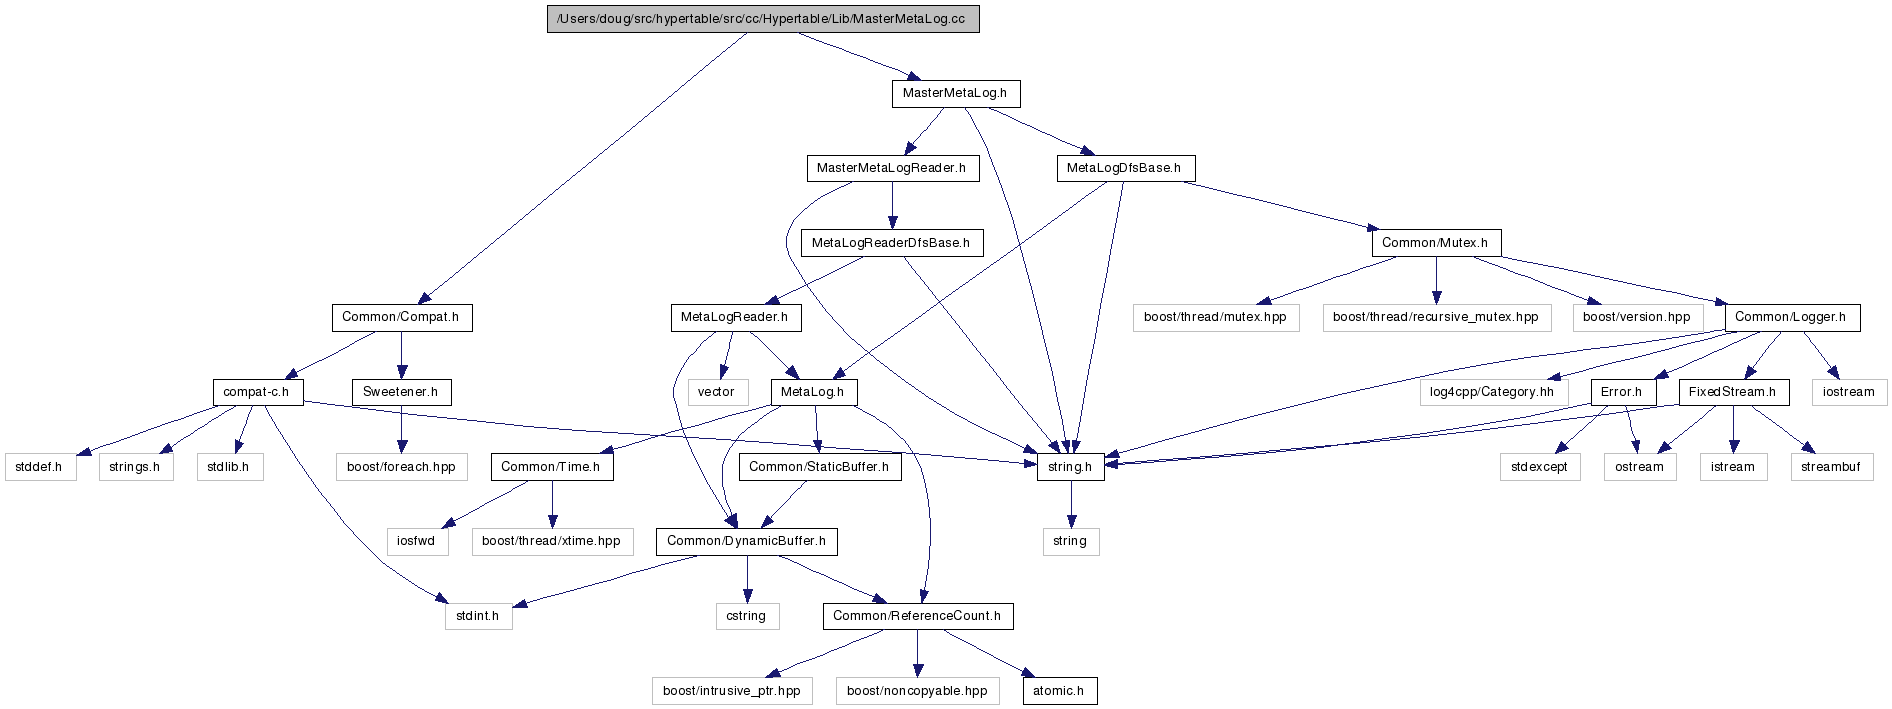 /Users/doug/src/hypertable/src/cc/Hypertable/Lib/MasterMetaLog.cc
MasterMetaLog.h
MasterMetaLogReader.h
MetaLogDfsBase.h
MetaLogReaderDfsBase.h
Common/Mutex.h
Common/Compat.h
MetaLogReader.h
boost/thread/mutex.hpp
boost/thread/recursive_mutex.hpp
boost/version.hpp
Common/Logger.h
compat-c.h
Sweetener.h
vector
MetaLog.h
log4cpp/Category.hh
Error.h
FixedStream.h
iostream
stddef.h
strings.h
stdlib.h
boost/foreach.hpp
Common/Time.h
Common/StaticBuffer.h
string.h
stdexcept
ostream
istream
streambuf
iosfwd
boost/thread/xtime.hpp
Common/DynamicBuffer.h
string
stdint.h
cstring
Common/ReferenceCount.h
boost/intrusive_ptr.hpp
boost/noncopyable.hpp
atomic.h